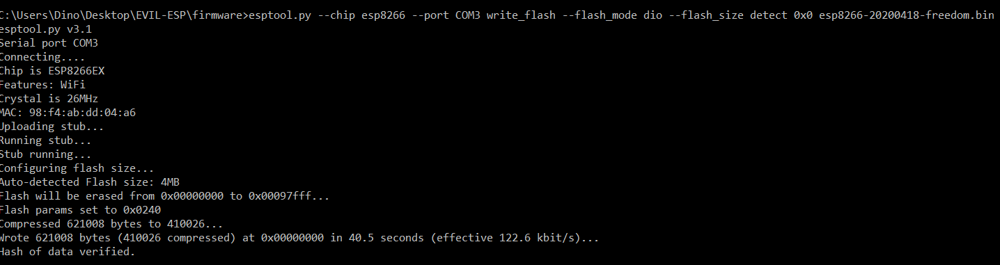 C:\Users\Dino\Desktop\EVIL-ESP\firmware>esptool.py --chip esp8266 --port COM3 write_flash --flash_mode dio --flash_size detect 0x0 esp8266-20200418-freedom.bin
esptool.py v3.1
Serial port COM3
Connecting....
Chip is ESP8266EX
Features: WiFi
Crystal is 26MHz
MAC: 98:f4:ab:dd:04:a6
Uploading stub...
Running stub...
Stub running...
Configuring flash size...
Auto-detected Flash size: 4MB
Flash will be erased from 0x00000000 to 0x00097fff...
Flash params set to 0x0240
Compressed 621008 bytes to 410026...
Wrote 621008 bytes (410026 compressed) at 0x00000000 in 40.5 seconds (effective 122.6 kbit/s)...
Hash of data verified.